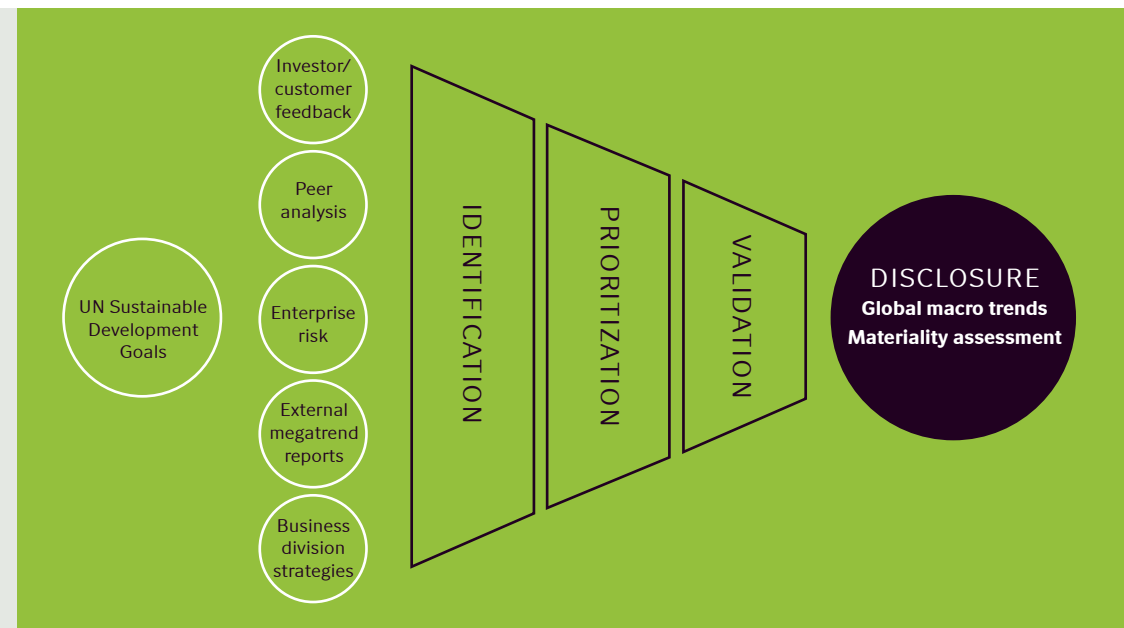 UN Sustainable
Development
Goals
Investor/
customer
feedback
Peer
analysis
Enterprise
risk
External
megatrend
reports
Business
division
strategies
IDENTIFICATION
PRIORITIZATION
VALIDATION
DISCLOSURE
Global macro trends
Materiality assessment